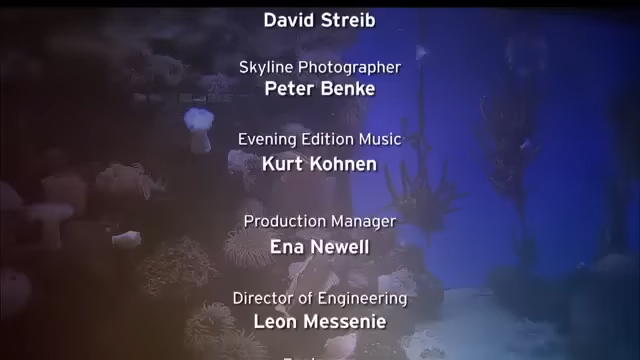 David Streib
Skyline Photographer
Peter Benke
Evening Edition Music
Kurt Kohnen
Production Manager
Ena Newell
Director of Engineering
Leon Messenie